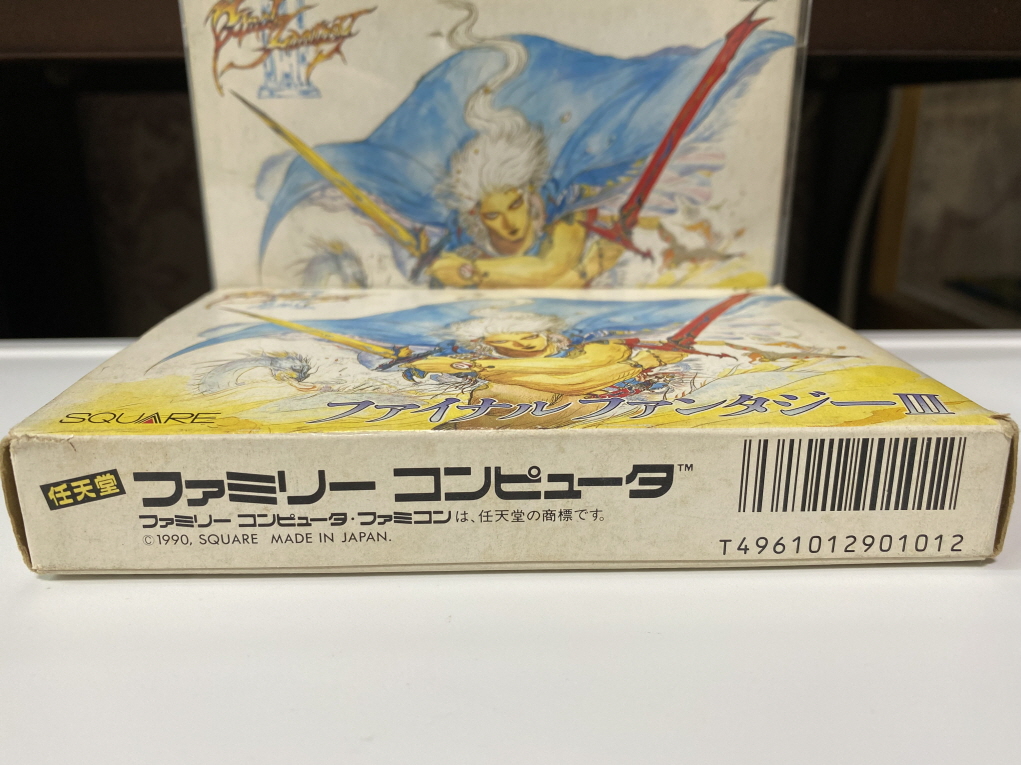 Final Fantasy
III
SQUARE
ファイナルファンタジーIII
任天堂 ファミリー コンピュータ™
ファミリー コンピュータ・ファミコンは、任天堂の商標です。
©1990, SQUARE MADE IN JAPAN.
T4961012901012